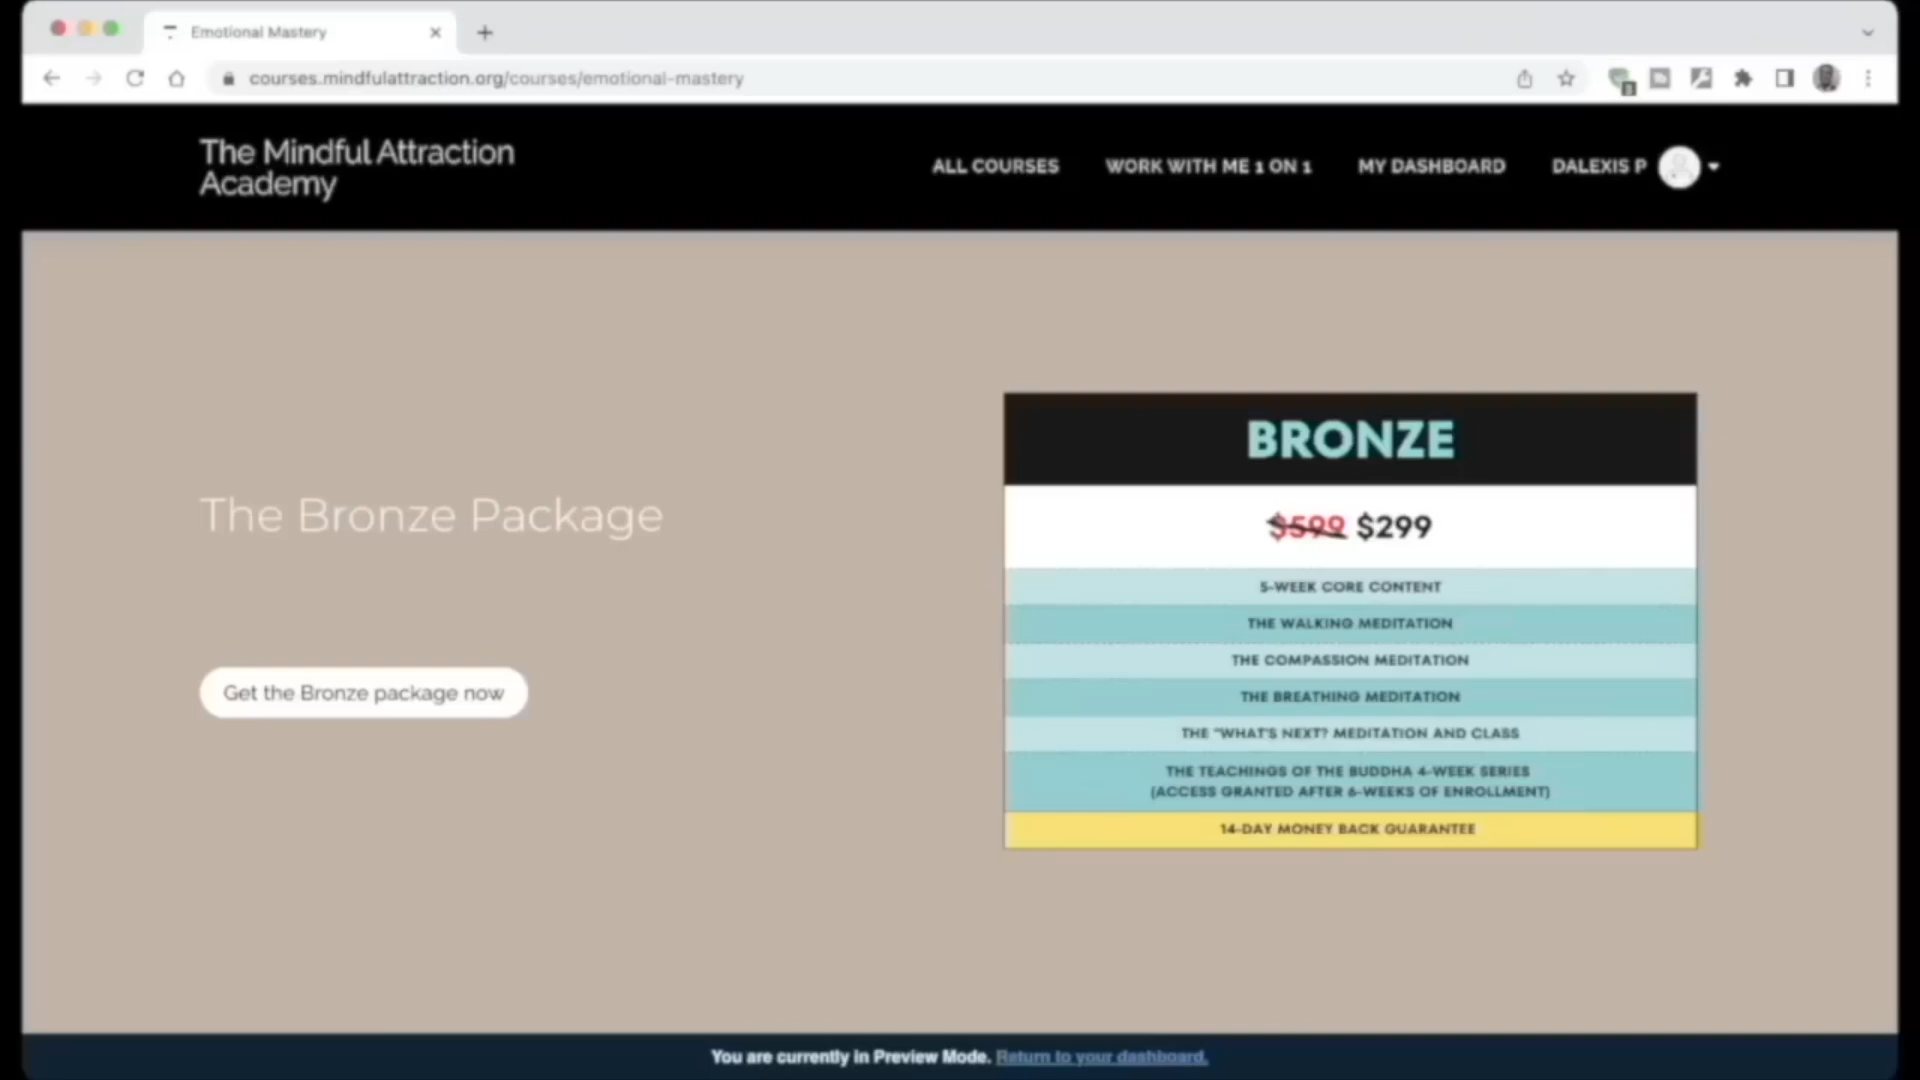 Emotional Mastery
courses.mindfulattraction.org/courses/emotional-mastery
The Mindful Attraction
Academy
ALL COURSES
WORK WITH ME 1 ON 1
MY DASHBOARD
DALEXIS P
BRONZE
$599 $299
The Bronze Package
5-WEEK CORE CONTENT
THE WALKING MEDITATION
THE COMPASSION MEDITATION
Get the Bronze package now
THE BREATHING MEDITATION
THE "WHAT'S NEXT? MEDITATION AND CLASS
THE TEACHINGS OF THE BUDDHA 4-WEEK SERIES
(ACCESS GRANTED AFTER 6-WEEKS OF ENROLLMENT)
14-DAY MONEY BACK GUARANTEE
You are currently in Preview Mode. Return to your dashboard.